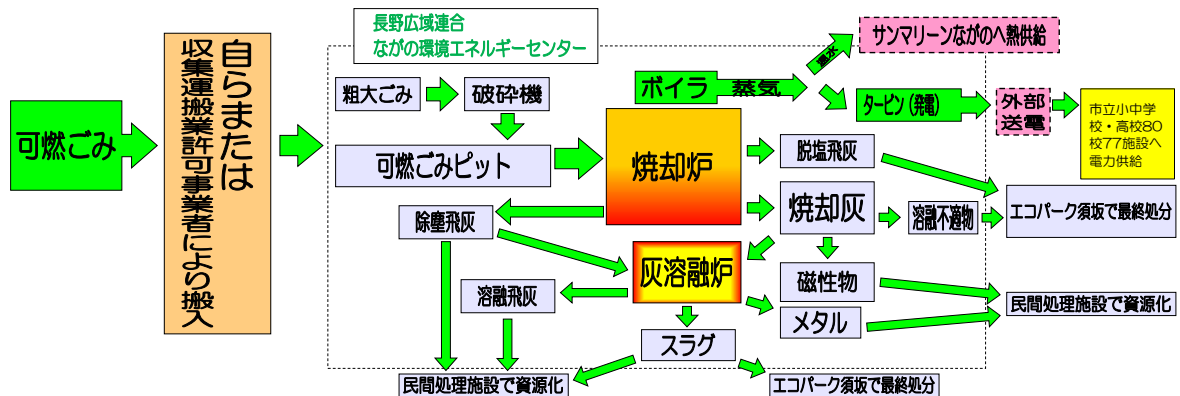 可燃ごみ
自らまたは
収集運搬業許可事業者により搬入
長野広域連合
ながの環境エネルギーセンター
粗大ごみ
破砕機
可燃ごみピット
ボイラ
蒸気
温水
サンマリーンながのへ熱供給
タービン(発電)
外部
送電
市立小中学
校・高校80
校77施設へ
電力供給
焼却炉
脱塩飛灰
焼却灰
溶融不適物
エコパーク須坂で最終処分
除塵飛灰
灰溶融炉
溶融飛灰
磁性物
メタル
民間処理施設で資源化
スラグ
民間処理施設で資源化
エコパーク須坂で最終処分